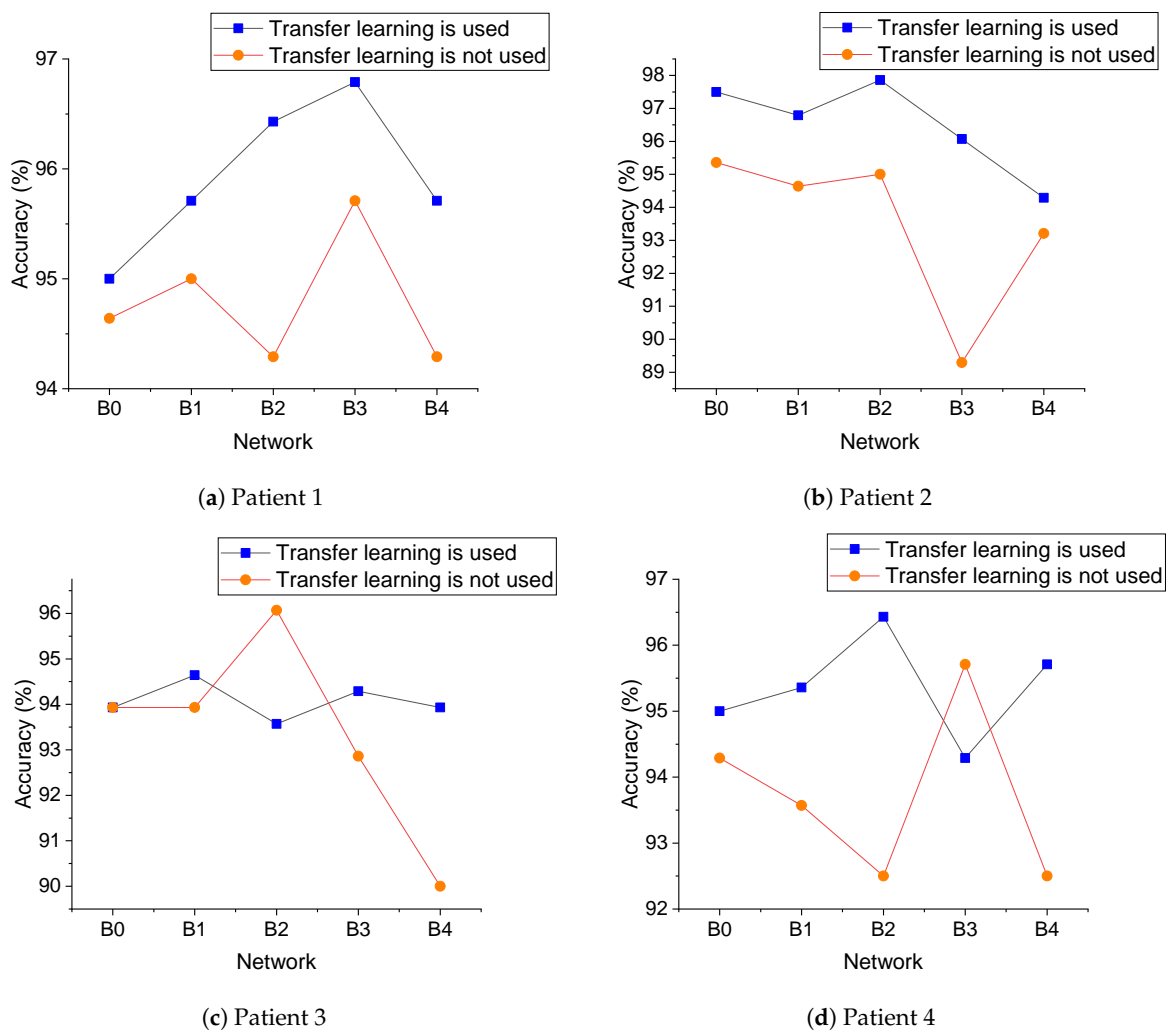 Transfer learning is used
Transfer learning is not used
97
96
95
94
Accuracy (%)
B0 B1 B2 B3 B4
Network
(a) Patient 1
Transfer learning is used
Transfer learning is not used
98
97
96
95
94
93
92
91
90
89
Accuracy (%)
B0 B1 B2 B3 B4
Network
(b) Patient 2
Transfer learning is used
Transfer learning is not used
96
95
94
93
92
91
90
Accuracy (%)
B0 B1 B2 B3 B4
Network
(c) Patient 3
Transfer learning is used
Transfer learning is not used
97
96
95
94
93
92
Accuracy (%)
B0 B1 B2 B3 B4
Network
(d) Patient 4